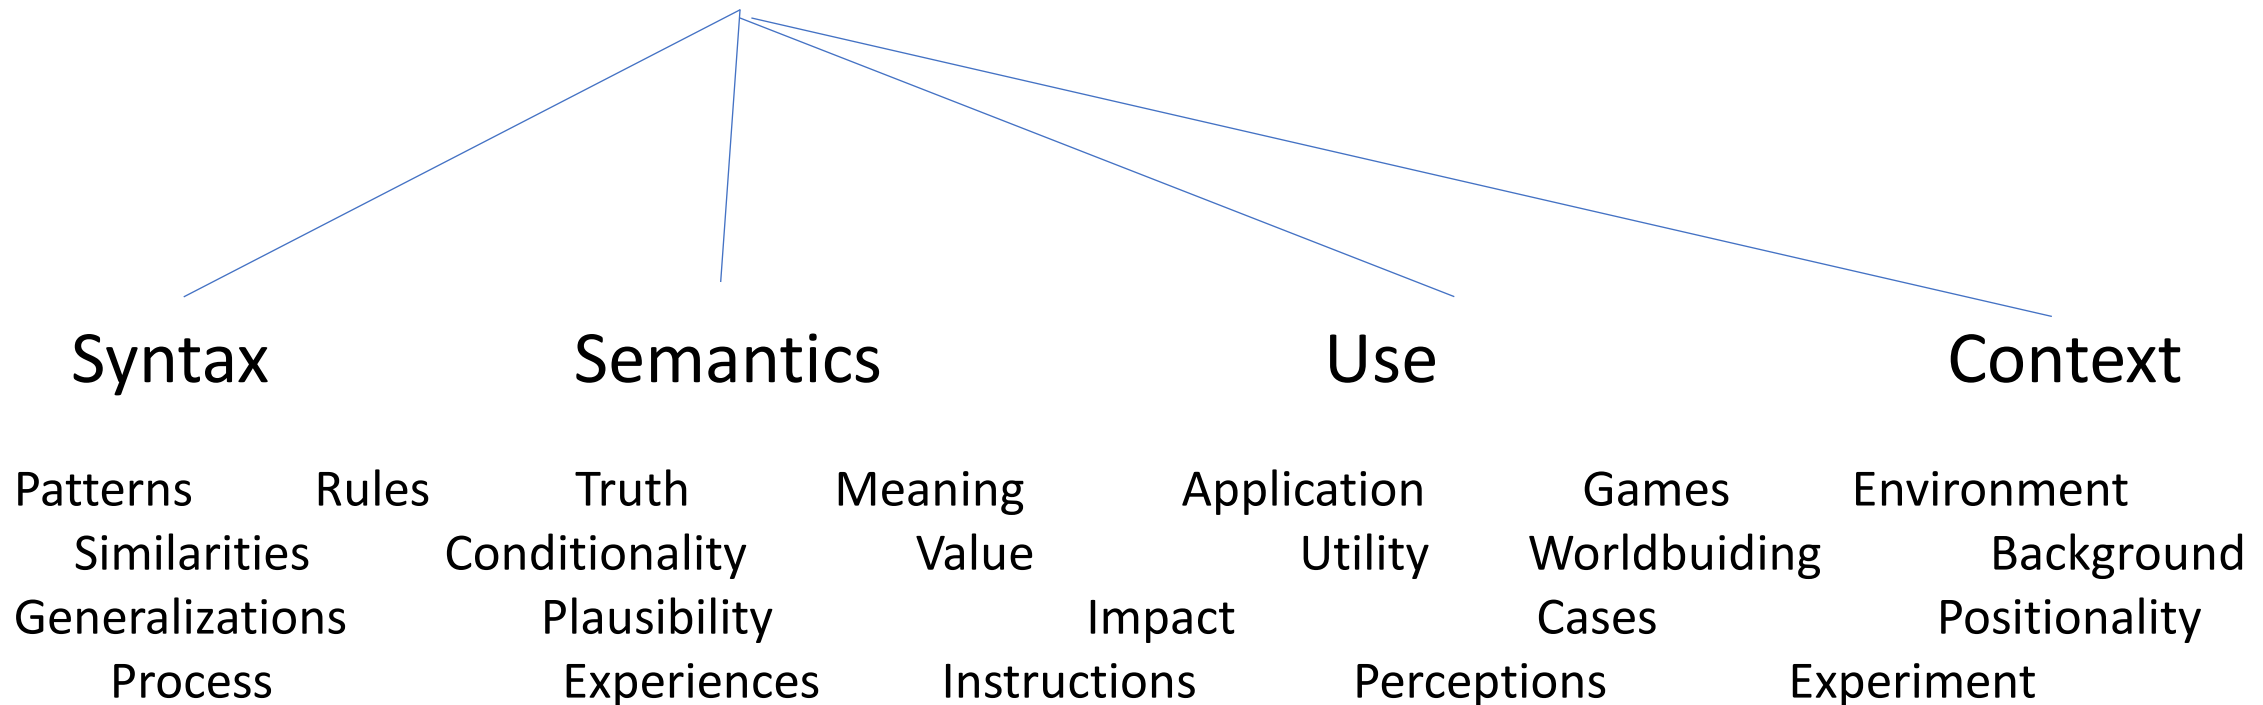 Syntax Semantics Use Context
Patterns Rules Truth Meaning Application Games Environment
Similarities Conditionality Value Utility Worldbuiding Background
Generalizations Plausibility Impact Cases Positionality
Process Experiences Instructions Perceptions Experiment